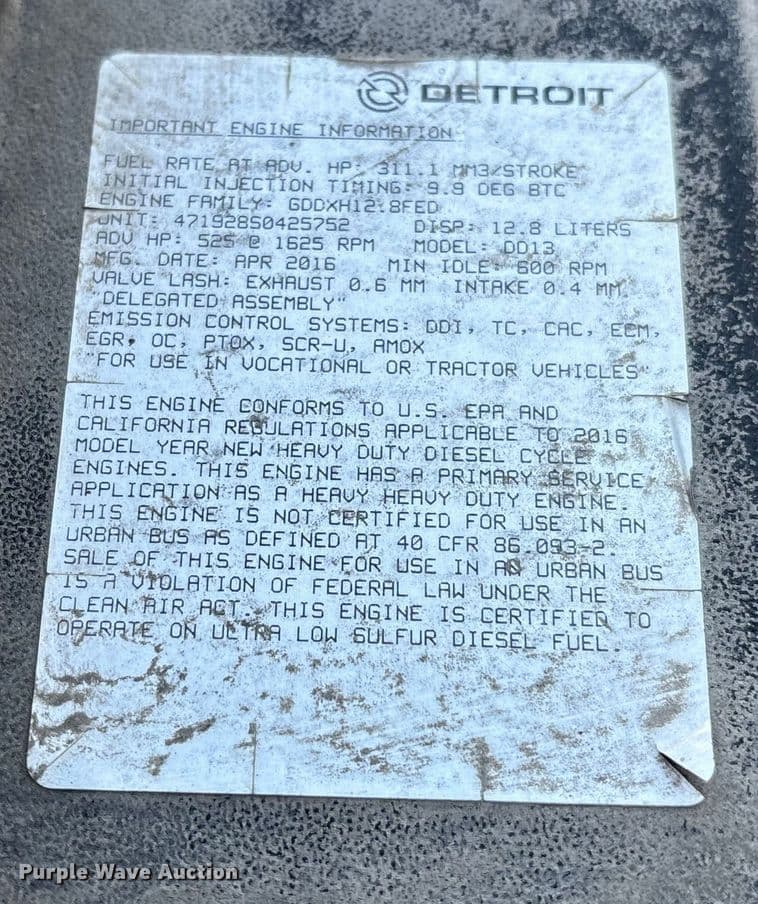 DETROIT
IMPORTANT ENGINE INFORMATION
FUEL RATE AT ADV. HP: 311.1 MM3/STROKE
INITIAL INJECTION TIMING: 9.9 DEG BTC
ENGINE FAMILY: GDDXH12.8FED
UNIT: 471928S0425752 DISP: 12.8 LITERS
ADV HP: 525 @ 1625 RPM MODEL: DD13
MFG. DATE: APR 2016 MIN IDLE: 600 RPM
VALVE LASH: EXHAUST 0.6 MM INTAKE 0.4 MM
"DELEGATED ASSEMBLY"
EMISSION CONTROL SYSTEMS: DDI, TC, CAC, ECM,
EGR, OC, PTOX, SCR-U, AMOX
"FOR USE IN VOCATIONAL OR TRACTOR VEHICLES"
THIS ENGINE CONFORMS TO U.S. EPA AND
CALIFORNIA REGULATIONS APPLICABLE TO 2016
MODEL YEAR NEW HEAVY DUTY DIESEL CYCLE
ENGINES. THIS ENGINE HAS A PRIMARY SERVICE
APPLICATION AS A HEAVY HEAVY DUTY ENGINE.
THIS ENGINE IS NOT CERTIFIED FOR USE IN AN
URBAN BUS AS DEFINED AT 40 CFR 86.093-2.
SALE OF THIS ENGINE FOR USE IN AN URBAN BUS
IS A VIOLATION OF FEDERAL LAW UNDER THE
CLEAN AIR ACT. THIS ENGINE IS CERTIFIED TO
OPERATE ON ULTRA LOW SULFUR DIESEL FUEL.
Purple Wave Auction